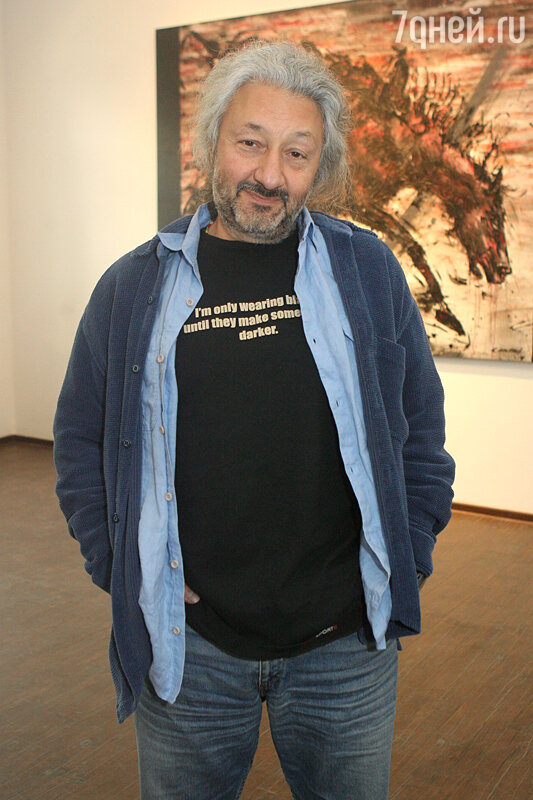 7дней.ru
I'm only wearing
until they make
darker.